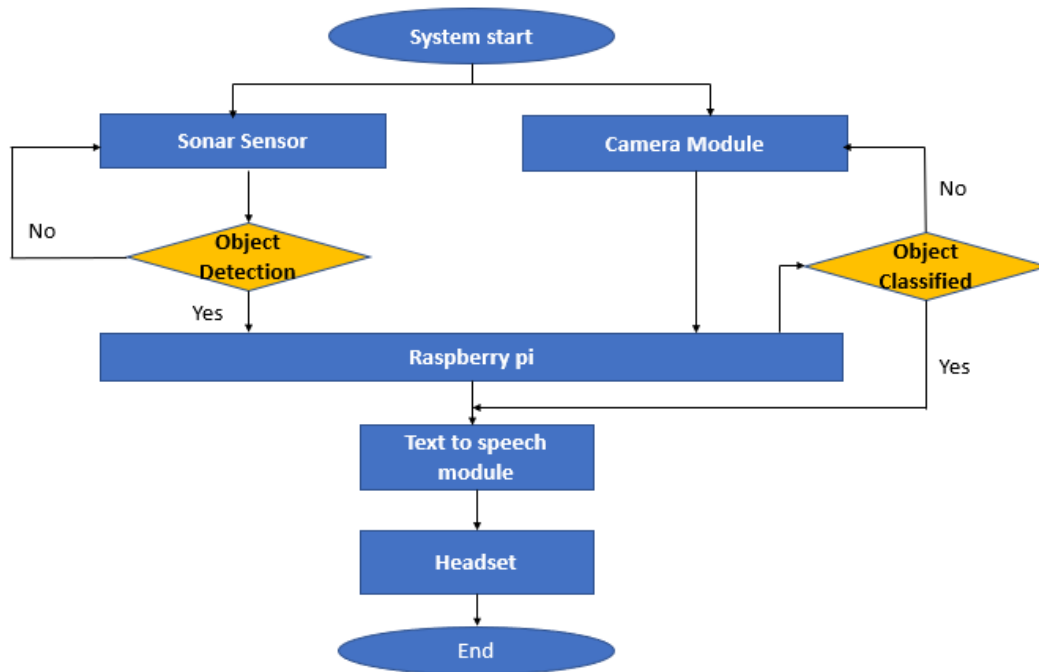 System start
Sonar Sensor
Camera Module
No
No
Object
Detection
Object
Classified
Yes
Raspberry pi
Yes
Text to speech
module
Headset
End